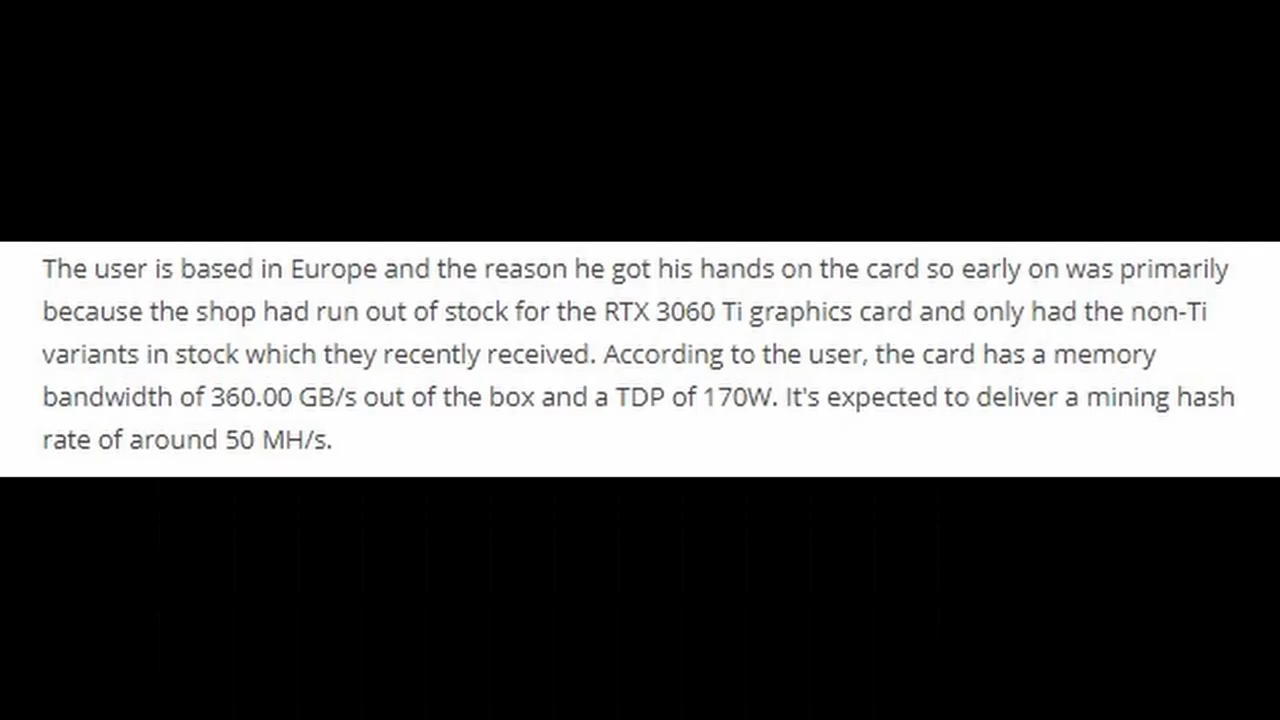 The user is based in Europe and the reason he got his hands on the card so early on was primarily
because the shop had run out of stock for the RTX 3060 Ti graphics card and only had the non-Ti
variants in stock which they recently received. According to the user, the card has a memory
bandwidth of 360.00 GB/s out of the box and a TDP of 170W. It's expected to deliver a mining hash
rate of around 50 MH/s.